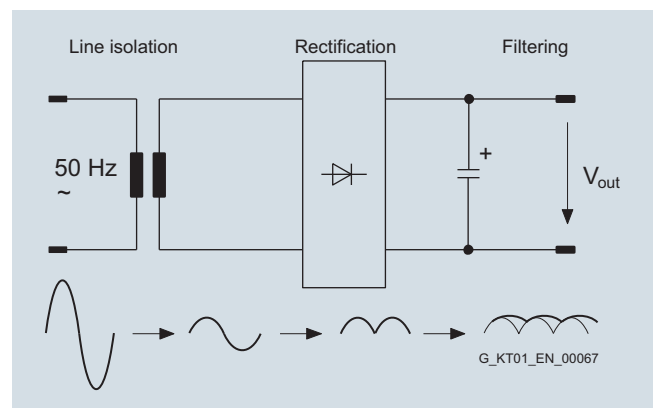 Line isolation
Rectification
Filtering
50 Hz
~
+
Vout
G_KT01_EN_00067